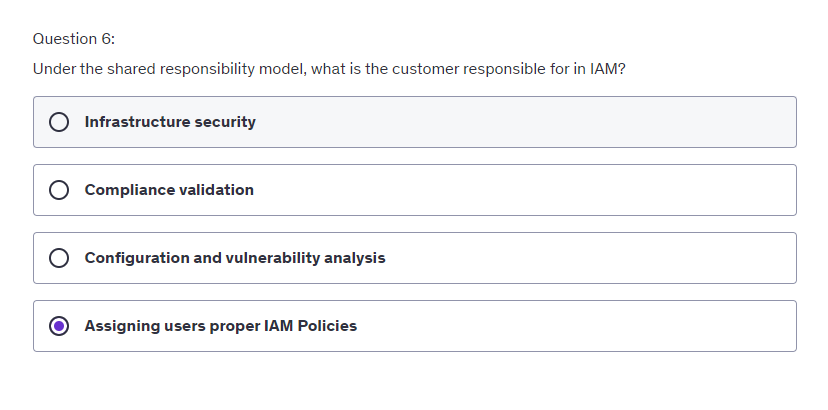 Question 6:
Under the shared responsibility model, what is the customer responsible for in IAM?
Infrastructure security
Compliance validation
Configuration and vulnerability analysis
Assigning users proper IAM Policies